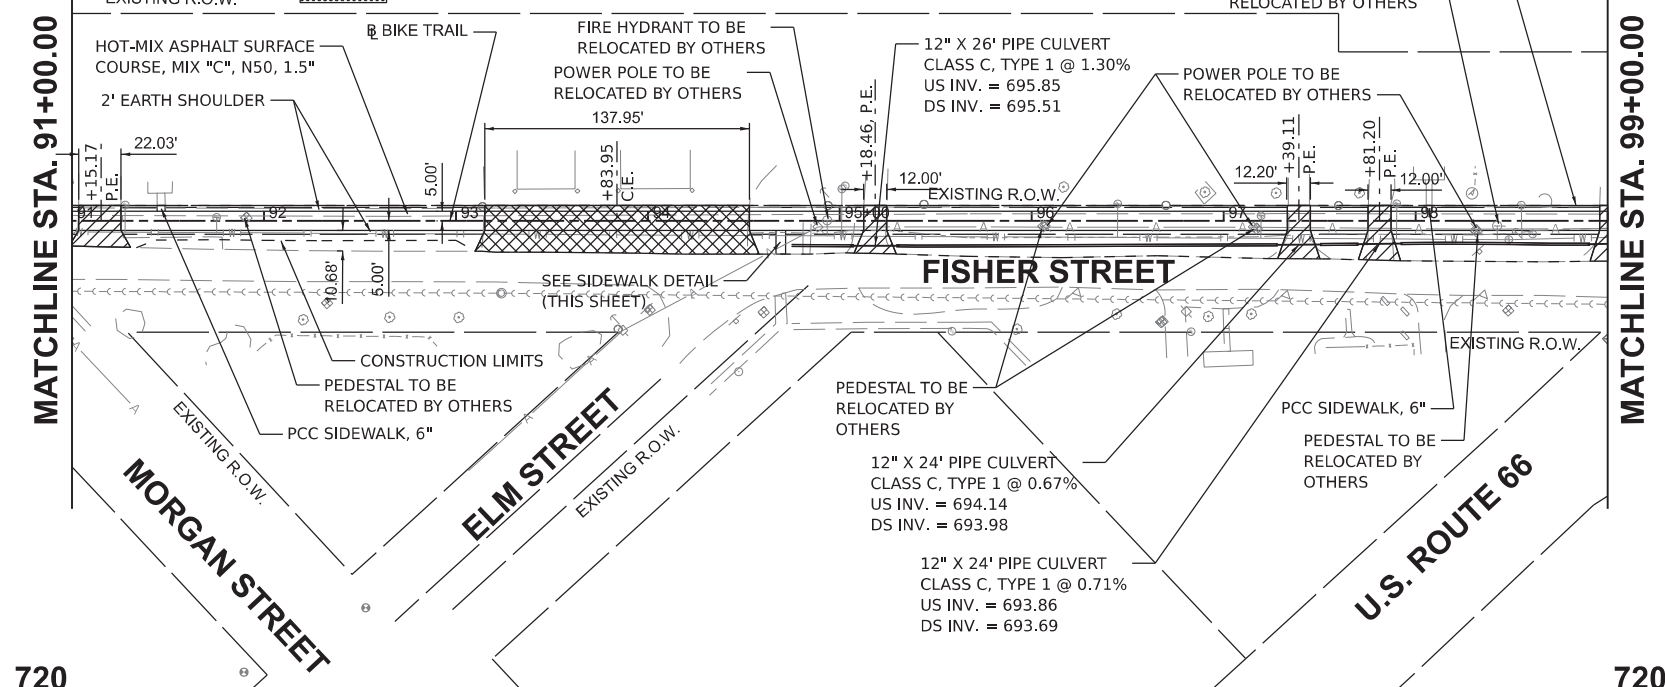 EXISTING R.O.W.
RELOCATED BY OTHERS
MATCHLINE STA. 91+00.00
MATCHLINE STA. 99+00.00
BIKE TRAIL
FIRE HYDRANT TO BE
RELOCATED BY OTHERS
HOT-MIX ASPHALT SURFACE
COURSE, MIX "C", N50, 1.5"
2' EARTH SHOULDER
POWER POLE TO BE
RELOCATED BY OTHERS
12" X 26' PIPE CULVERT
CLASS C, TYPE 1 @ 1.30%
US INV. = 695.85
DS INV. = 695.51
POWER POLE TO BE
RELOCATED BY OTHERS
137.95'
22.03'
+15.17
P.E.
5.00'
+83.95
C.E.
+18.46, P.E.
12.00'
EXISTING R.O.W.
12.20'
+39.11
P.E.
+81.20
P.E.
12.00'
91
92
93
94
95+00
96
97
98
10.68'
5.00'
SEE SIDEWALK DETAIL
(THIS SHEET)
FISHER STREET
CONSTRUCTION LIMITS
PEDESTAL TO BE
RELOCATED BY OTHERS
PCC SIDEWALK, 6"
EXISTING R.O.W.
MORGAN STREET
ELM STREET
EXISTING R.O.W.
PEDESTAL TO BE
RELOCATED BY
OTHERS
12" X 24' PIPE CULVERT
CLASS C, TYPE 1 @ 0.67%
US INV. = 694.14
DS INV. = 693.98
12" X 24' PIPE CULVERT
CLASS C, TYPE 1 @ 0.71%
US INV. = 693.86
DS INV. = 693.69
EXISTING R.O.W.
PCC SIDEWALK, 6"
PEDESTAL TO BE
RELOCATED BY
OTHERS
U.S. ROUTE 66
720
720